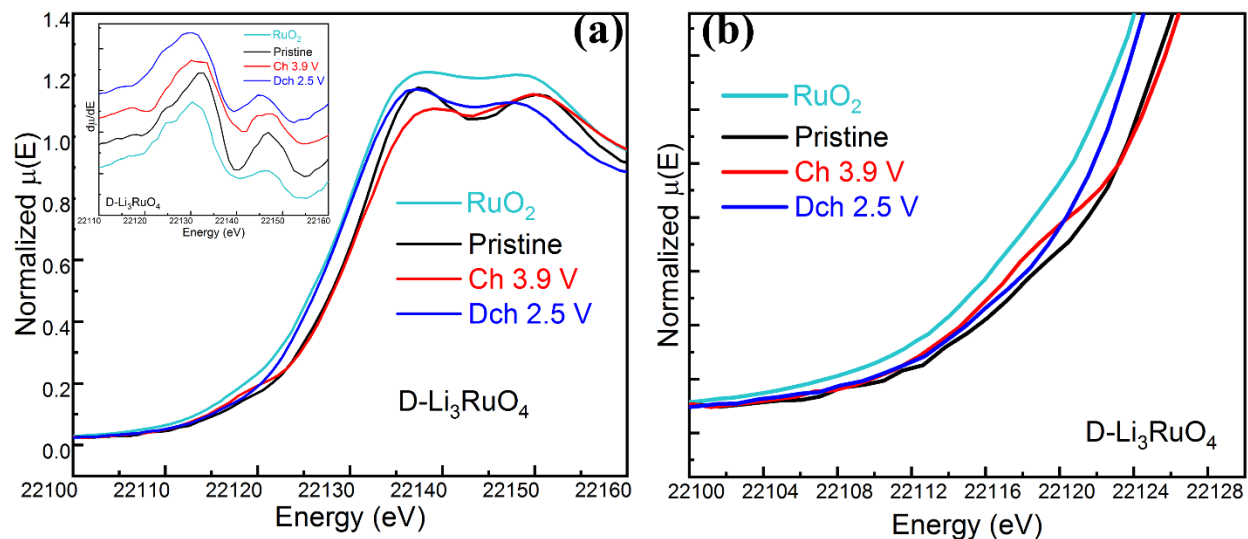 (a)
1.4
1.2
1.0
0.8
0.6
0.4
0.2
0.0
Normalized μ(E)
22100 22110 22120 22130 22140 22150 22160
Energy (eV)
RuO₂
Pristine
Ch 3.9 V
Dch 2.5 V
D-Li₃RuO₄
dμ/dE
RuO₂
Pristine
Ch 3.9 V
Dch 2.5 V
D-Li₃RuO₄
22110 22120 22130 22140 22150 22160
Energy (eV)
(b)
Normalized μ(E)
RuO₂
Pristine
Ch 3.9 V
Dch 2.5 V
D-Li₃RuO₄
22100 22104 22108 22112 22116 22120 22124 22128
Energy (eV)